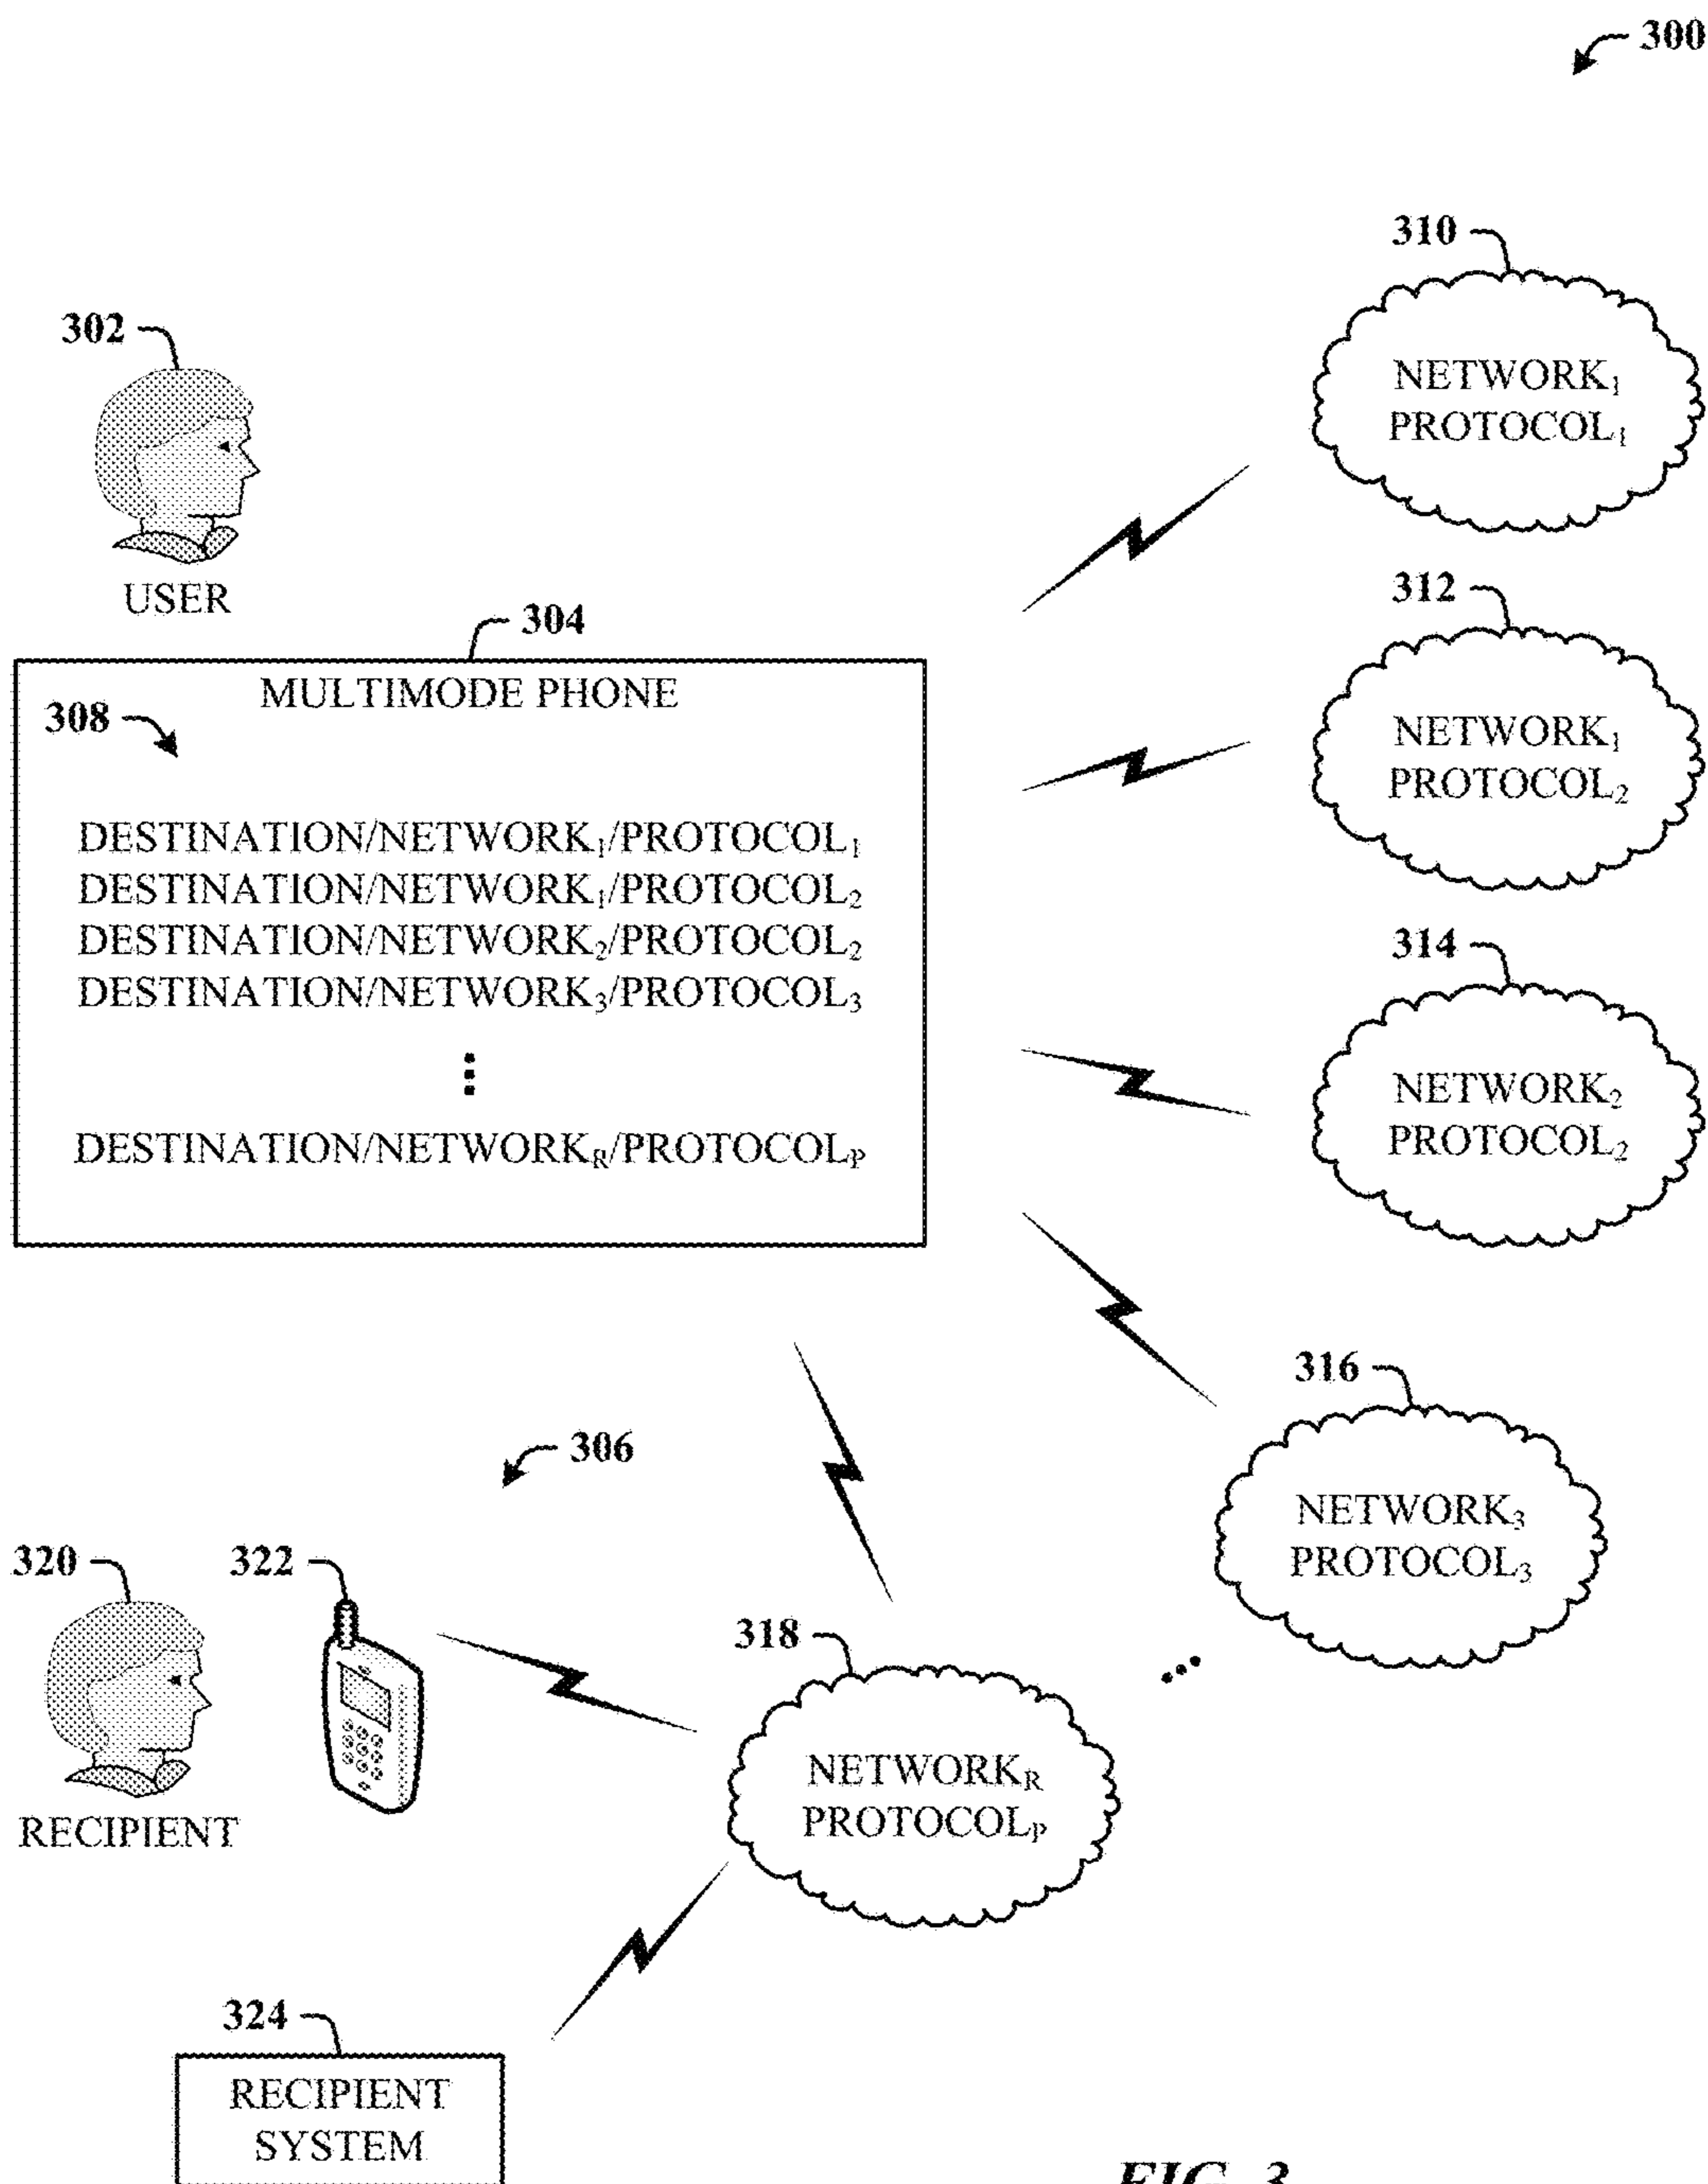 300
310
302
NETWORK₁
PROTOCOL₁
USER
312
304
MULTIMODE PHONE
308
NETWORK₁
PROTOCOL₂
DESTINATION/NETWORK₁/PROTOCOL₁
DESTINATION/NETWORK₁/PROTOCOL₂
DESTINATION/NETWORK₂/PROTOCOL₂
DESTINATION/NETWORK₃/PROTOCOL₃
DESTINATION/NETWORKR/PROTOCOLP
314
NETWORK₂
PROTOCOL₂
316
NETWORK₃
PROTOCOL₃
306
320
322
318
NETWORKR
PROTOCOLP
RECIPIENT
324
RECIPIENT
SYSTEM
FIG. 3